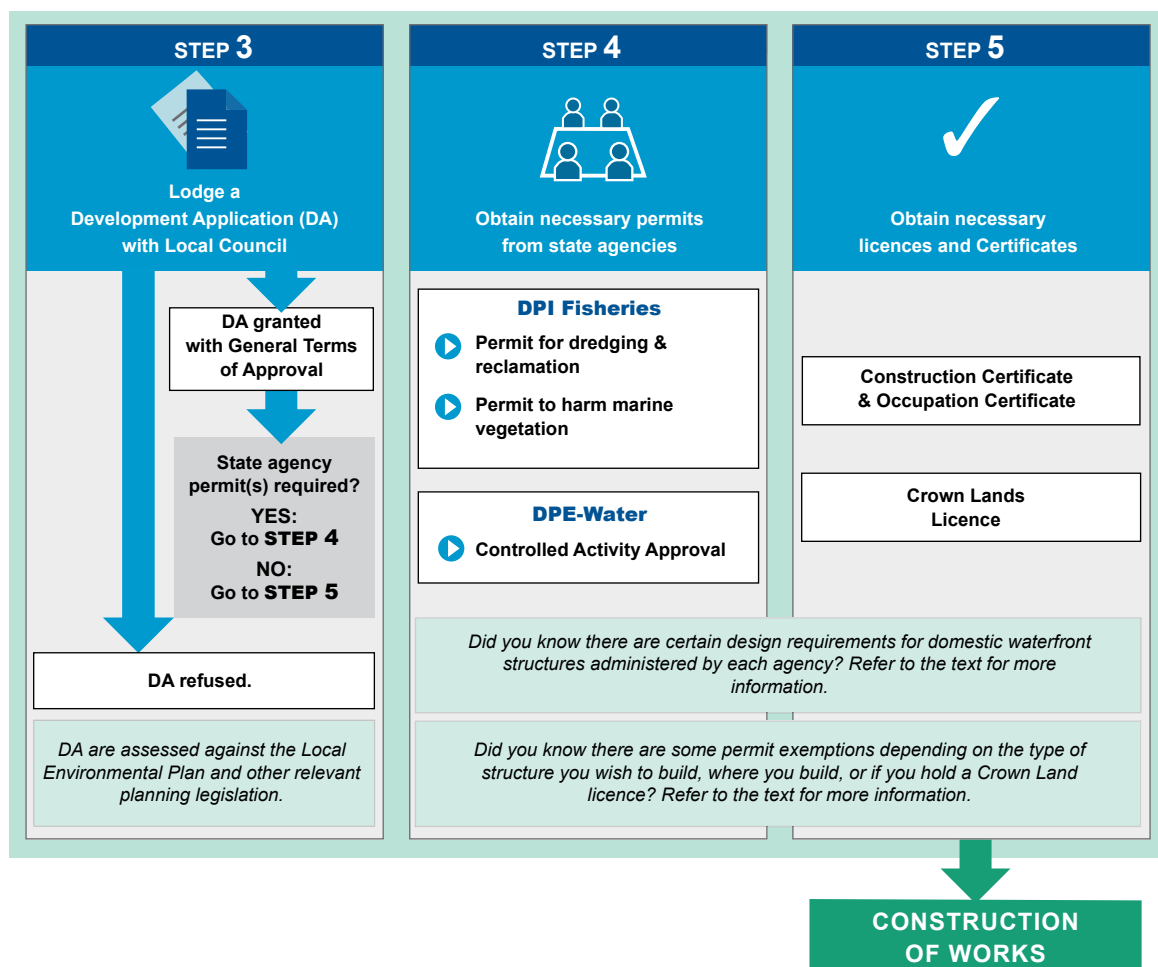 STEP 3
Lodge a
Development Application (DA)
with Local Council
DA granted
with General Terms
of Approval
State agency
permit(s) required?
YES:
Go to STEP 4
NO:
Go to STEP 5
DA refused.
DA are assessed against the Local
Environmental Plan and other relevant
planning legislation.
STEP 4
Obtain necessary permits
from state agencies
DPI Fisheries
Permit for dredging &
reclamation
Permit to harm marine
vegetation
DPE-Water
Controlled Activity Approval
STEP 5
Obtain necessary
licences and Certificates
Construction Certificate
& Occupation Certificate
Crown Lands
Licence
Did you know there are certain design requirements for domestic waterfront
structures administered by each agency? Refer to the text for more
information.
Did you know there are some permit exemptions depending on the type of
structure you wish to build, where you build, or if you hold a Crown Land
licence? Refer to the text for more information.
CONSTRUCTION
OF WORKS